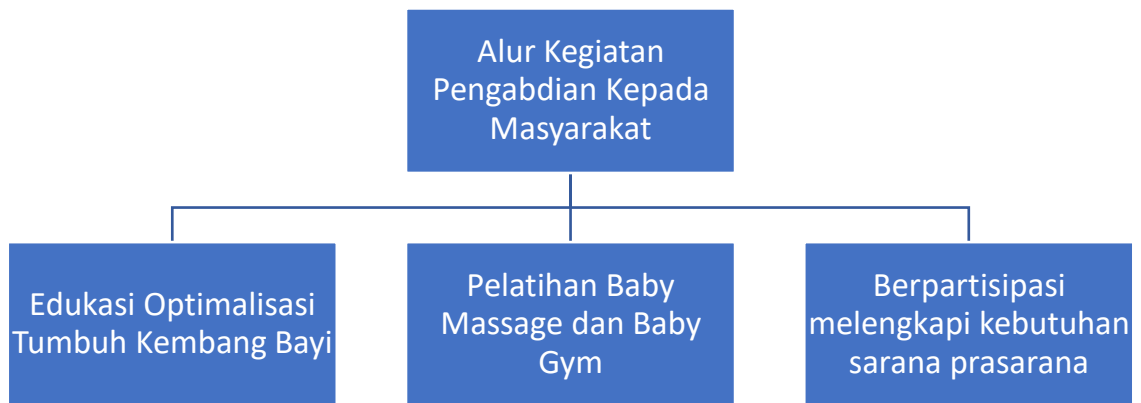 Alur Kegiatan
Pengabdian Kepada
Masyarakat
Edukasi Optimalisasi
Tumbuh Kembang Bayi
Pelatihan Baby
Massage dan Baby
Gym
Berpartisipasi
melengkapi kebutuhan
sarana prasarana